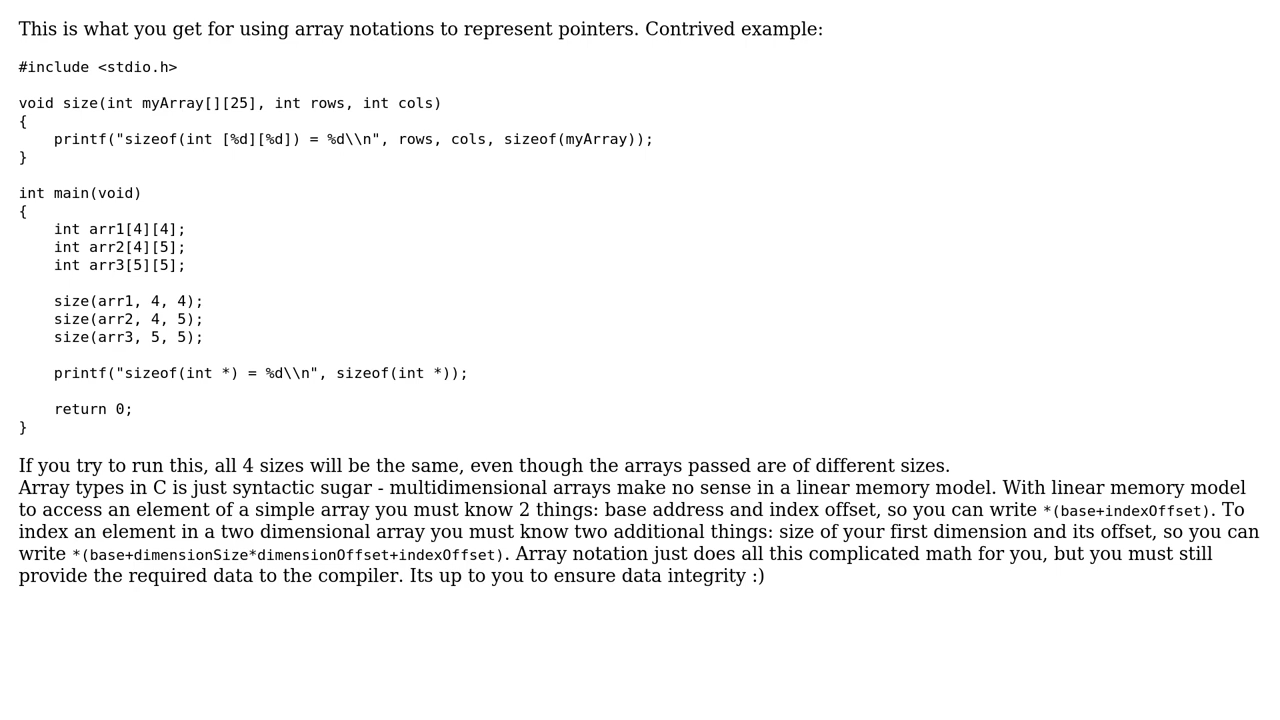 This is what you get for using array notations to represent pointers. Contrived example:
#include <stdio.h>
void size(int myArray[][25], int rows, int cols)
{
    printf("sizeof(int [%d][%d]) = %d\\n", rows, cols, sizeof(myArray));
}
int main(void)
{
    int arr1[4][4];
    int arr2[4][5];
    int arr3[5][5];
    size(arr1, 4, 4);
    size(arr2, 4, 5);
    size(arr3, 5, 5);
    printf("sizeof(int *) = %d\\n", sizeof(int *));
    return 0;
}
If you try to run this, all 4 sizes will be the same, even though the arrays passed are of different sizes.
Array types in C is just syntactic sugar - multidimensional arrays make no sense in a linear memory model. With linear memory model
to access an element of a simple array you must know 2 things: base address and index offset, so you can write *(base+indexOffset). To
index an element in a two dimensional array you must know two additional things: size of your first dimension and its offset, so you can
write *(base+dimensionSize*dimensionOffset+indexOffset). Array notation just does all this complicated math for you, but you must still
provide the required data to the compiler. Its up to you to ensure data integrity :)